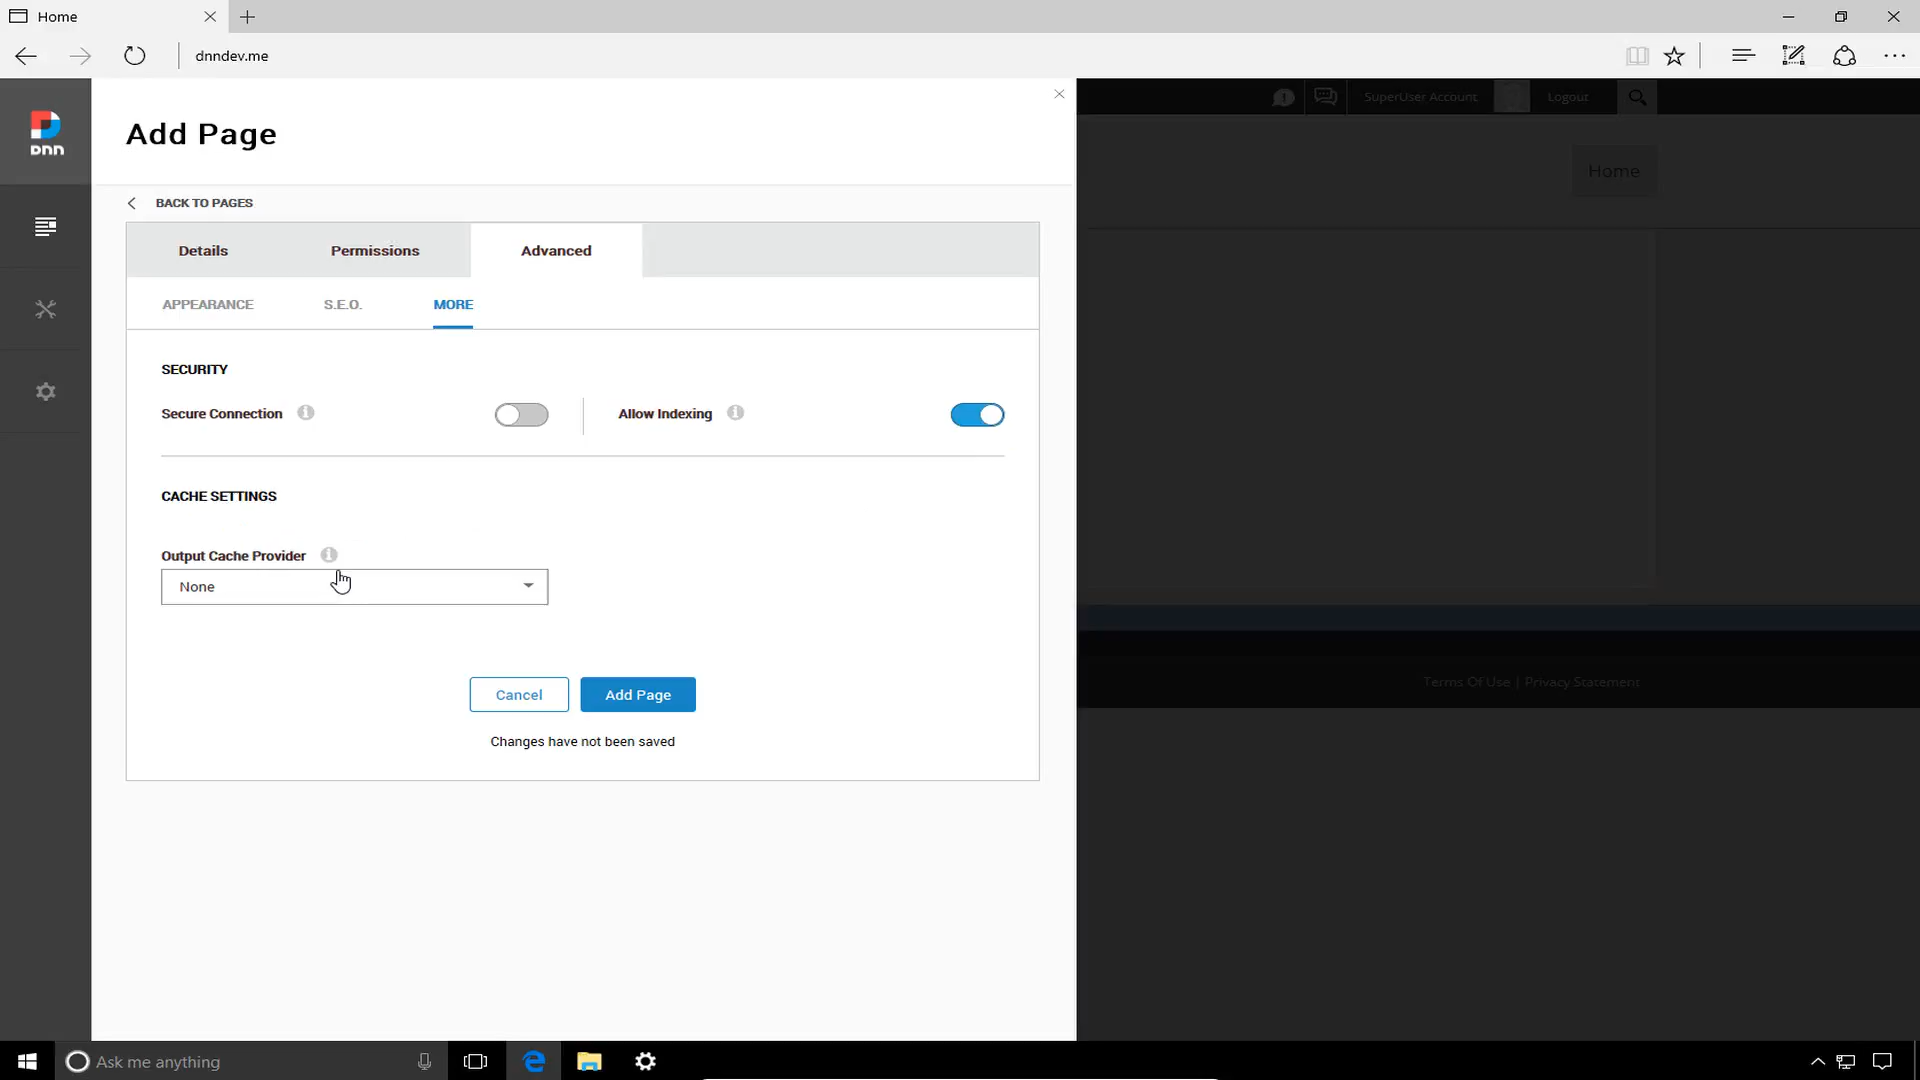 Home
dnndev.me
DNN
Add Page
SuperUser Account
Logout
Home
BACK TO PAGES
Details
Permissions
Advanced
APPEARANCE
S.E.O.
MORE
SECURITY
Secure Connection
Allow Indexing
CACHE SETTINGS
Output Cache Provider
None
Cancel
Add Page
Changes have not been saved
Terms Of Use | Privacy Statement
Ask me anything